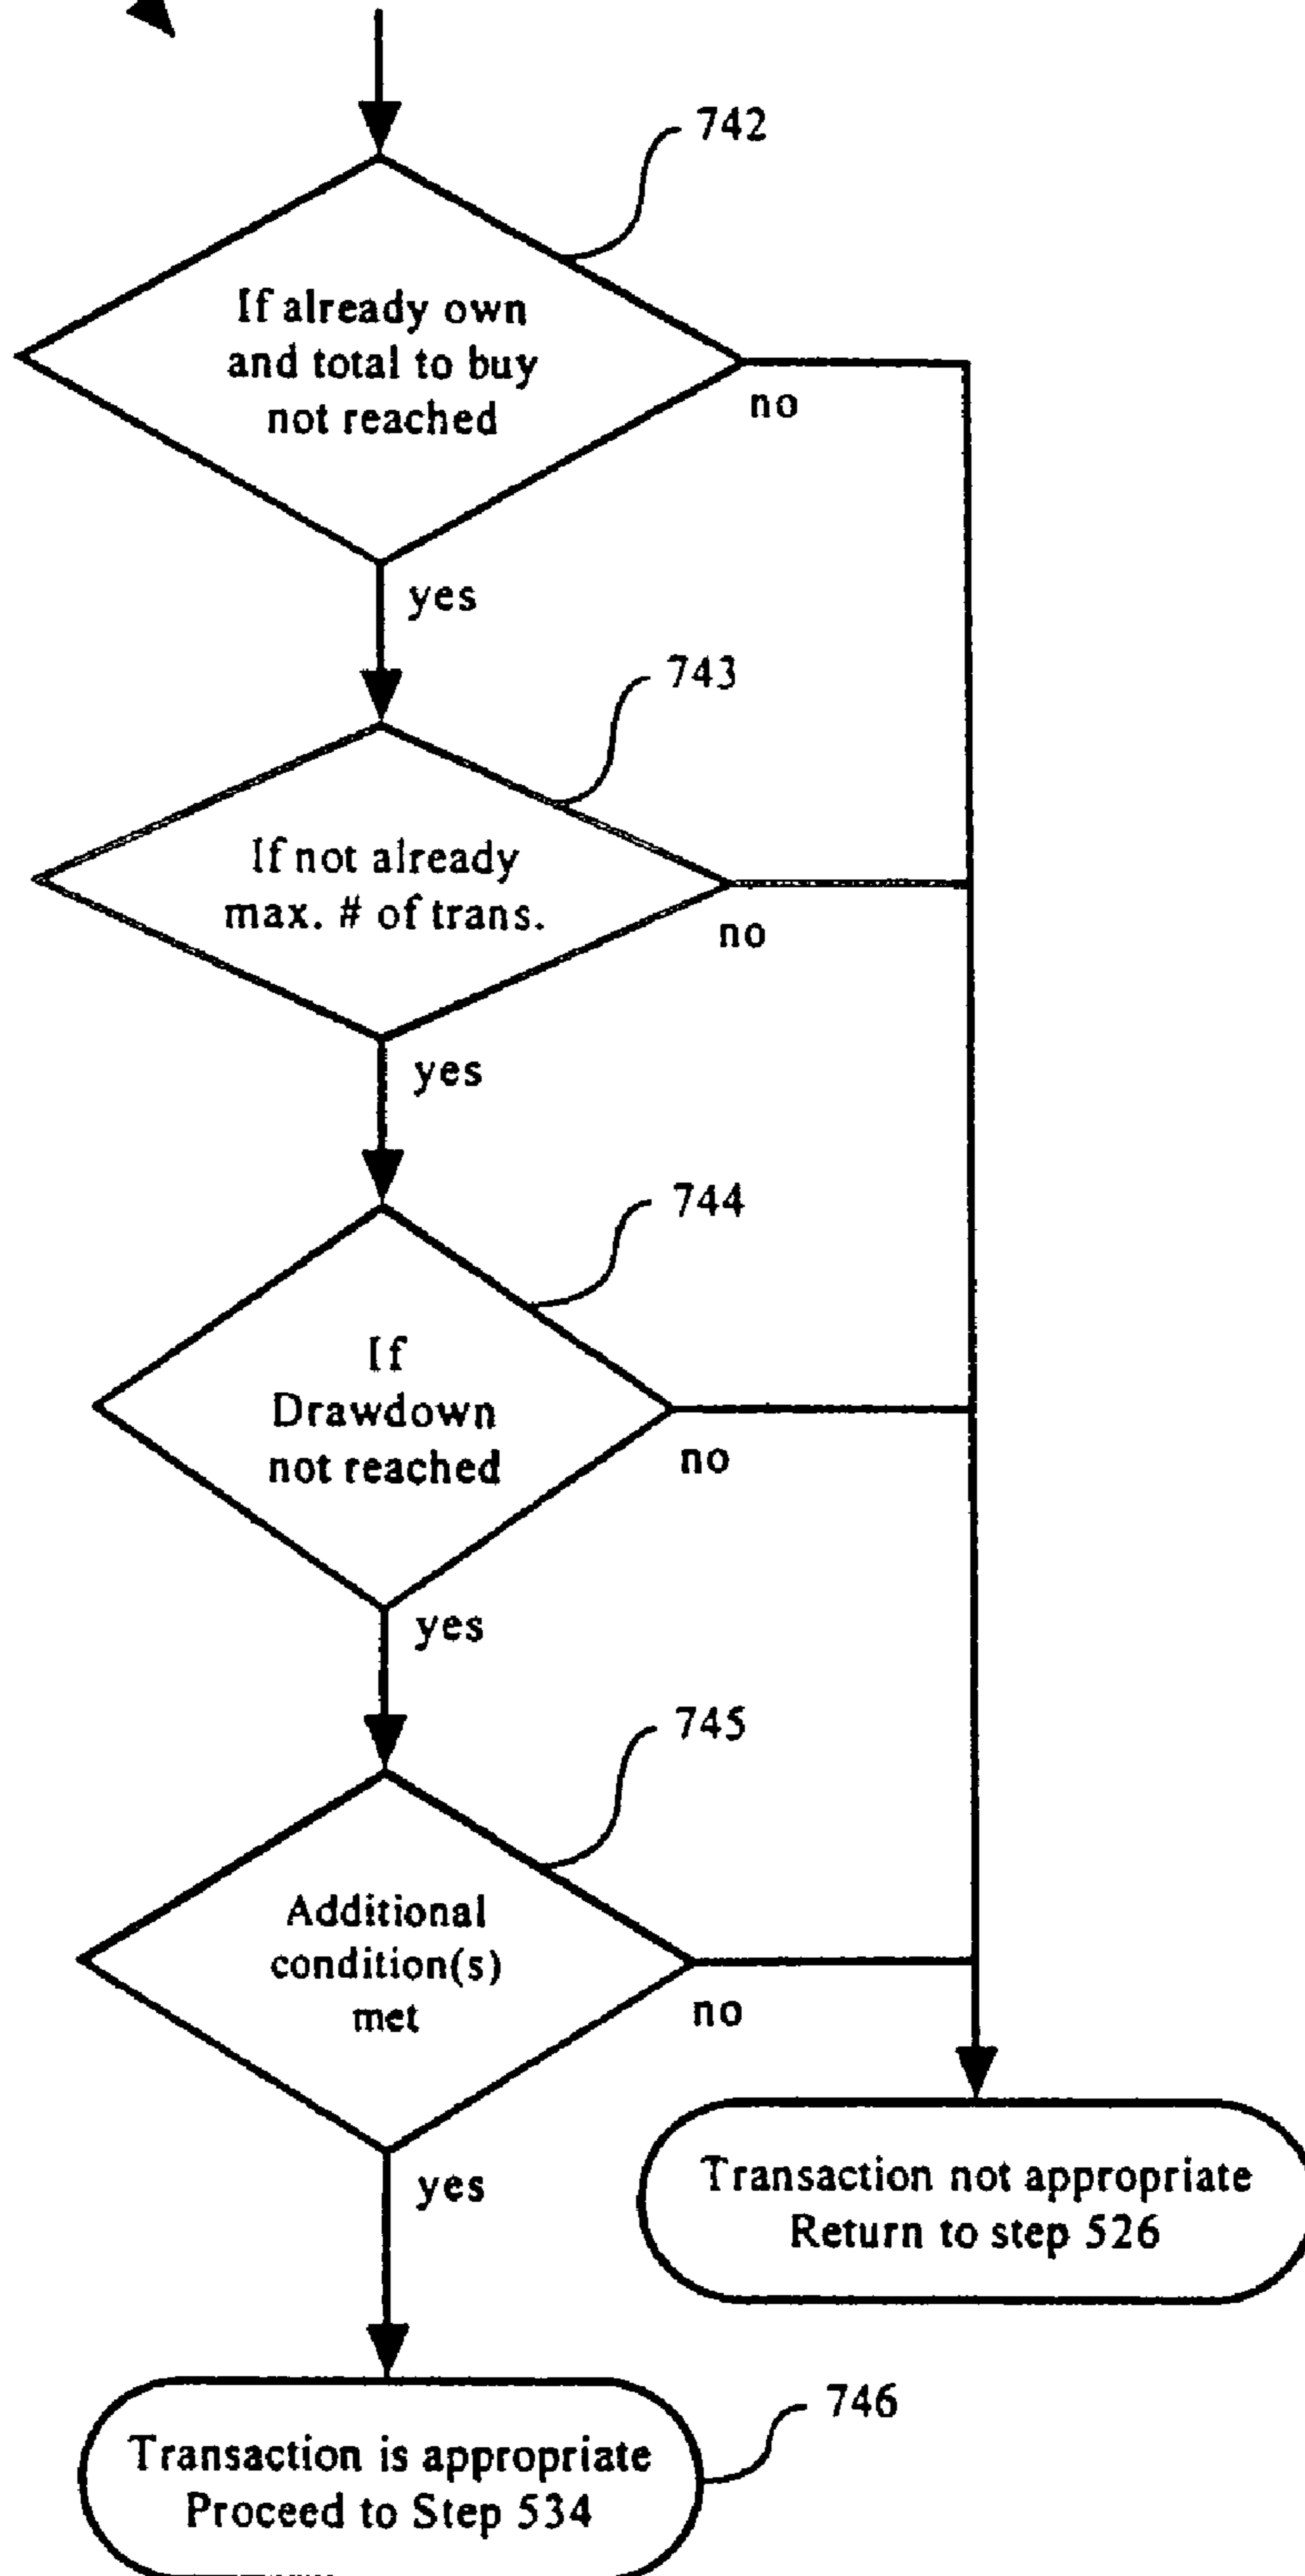 742
If already own
and total to buy
not reached
no
yes
743
If not already
max. # of trans.
no
yes
744
If
Drawdown
not reached
no
yes
745
Additional
condition(s)
met
no
yes
Transaction not appropriate
Return to step 526
746
Transaction is appropriate
Proceed to Step 534